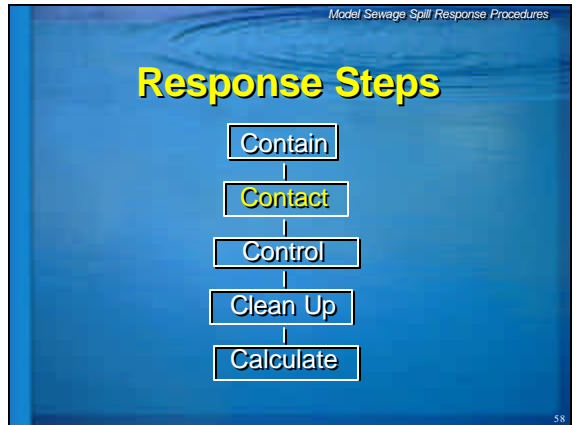 Model Sewage Spill Response Procedures
Response Steps
Contain
Contact
Control
Clean Up
Calculate
58